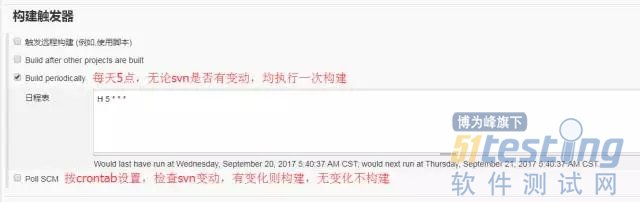 构建触发器
触发远程构建 (例如,使用脚本)
Build after other projects are built
Build periodically 每天5点，无论svn是否有变动，均执行一次构建
日程表
H 5 * * *
博为峰旗下
51testing
软件测试网
Would last have run at Wednesday, September 20, 2017 5:40:37 AM CST; would next run at Thursday, September 21, 2017 5:40:37 AM CST.
Poll SCM 按crontab设置，检查svn变动，有变化则构建，无变化不构建